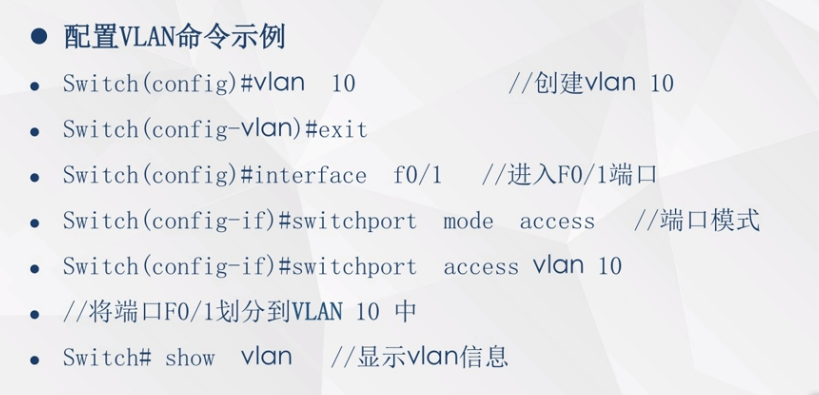 配置VLAN命令示例
Switch(config)#vlan 10 //创建vlan 10
Switch(config-vlan)#exit
Switch(config)#interface f0/1 //进入F0/1端口
Switch(config-if)#switchport mode access //端口模式
Switch(config-if)#switchport access vlan 10
//将端口F0/1划分到VLAN 10 中
Switch# show vlan //显示vlan信息